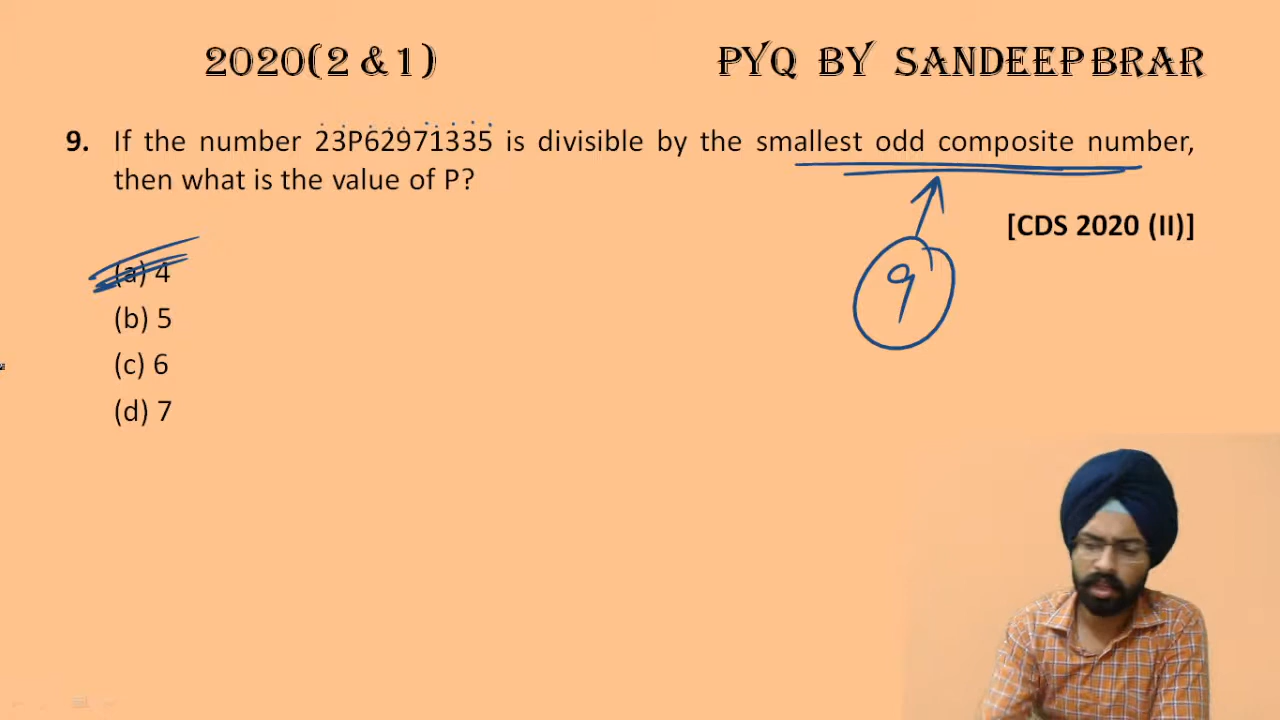 2020(2 & 1)
PYQ BY SANDEEP BRAR
9. If the number 23P62971335 is divisible by the smallest odd composite number,
then what is the value of P?
[CDS 2020 (II)]
9
(a) 4
(b) 5
(c) 6
(d) 7